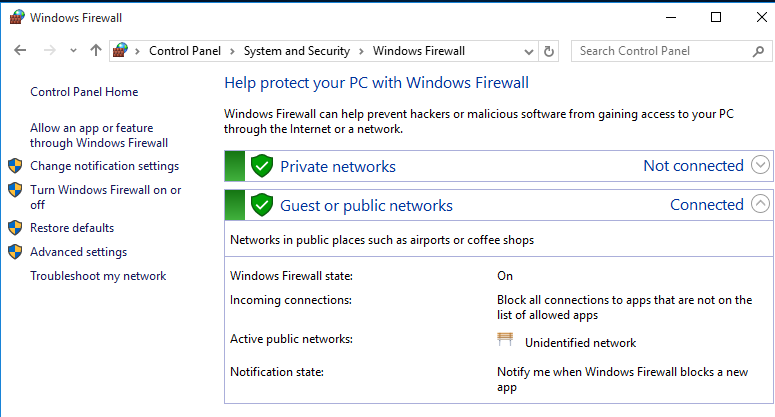 Windows Firewall
Control Panel > System and Security > Windows Firewall
Search Control Panel
Control Panel Home
Allow an app or feature
through Windows Firewall
Change notification settings
Turn Windows Firewall on or
off
Restore defaults
Advanced settings
Troubleshoot my network
Help protect your PC with Windows Firewall
Windows Firewall can help prevent hackers or malicious software from gaining access to your PC
through the Internet or a network.
Private networks Not connected
Guest or public networks Connected
Networks in public places such as airports or coffee shops
Windows Firewall state: On
Incoming connections: Block all connections to apps that are not on the
list of allowed apps
Active public networks: Unidentified network
Notification state: Notify me when Windows Firewall blocks a new
app